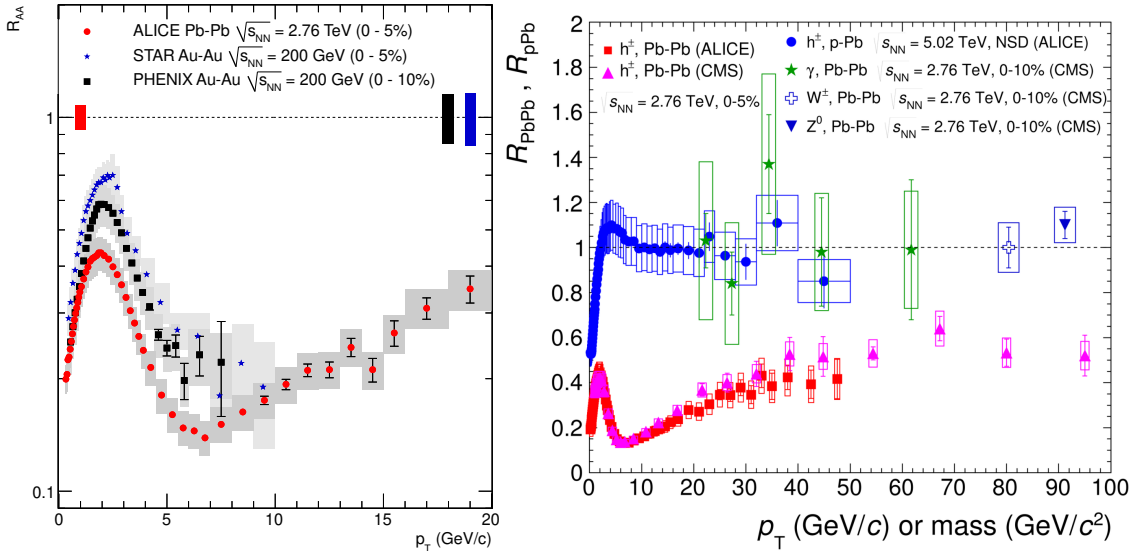 R_AA
ALICE Pb-Pb √s_NN = 2.76 TeV (0 - 5%)
STAR Au-Au √s_NN = 200 GeV (0 - 5%)
PHENIX Au-Au √s_NN = 200 GeV (0 - 10%)
1
0.1
0 5 10 15 20
p_T (GeV/c)
R_PbPb , R_pPb
h±, Pb-Pb (ALICE)
h±, Pb-Pb (CMS)
√s_NN = 2.76 TeV, 0-5%
h±, p-Pb √s_NN = 5.02 TeV, NSD (ALICE)
γ, Pb-Pb √s_NN = 2.76 TeV, 0-10% (CMS)
W±, Pb-Pb √s_NN = 2.76 TeV, 0-10% (CMS)
Z⁰, Pb-Pb √s_NN = 2.76 TeV, 0-10% (CMS)
2
1.8
1.6
1.4
1.2
1
0.8
0.6
0.4
0.2
0
0 10 20 30 40 50 60 70 80 90 100
p_T (GeV/c) or mass (GeV/c²)